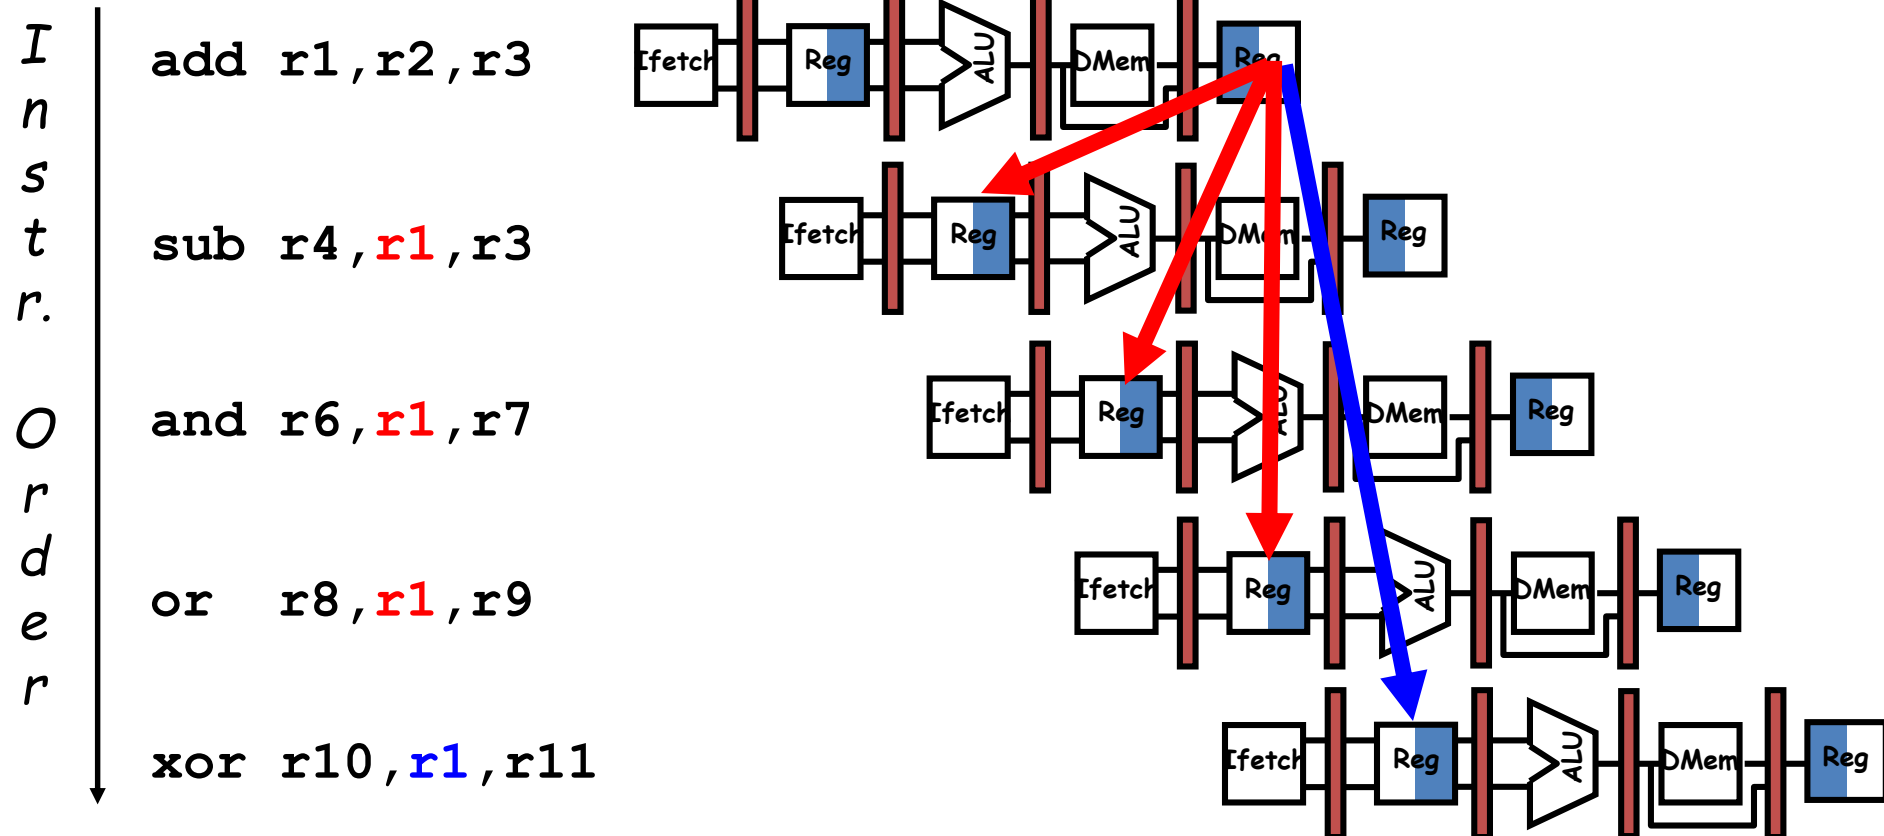 Instr. Order
add r1,r2,r3
Ifetch Reg ALU DMem Reg
sub r4,r1,r3
Ifetch Reg ALU DMem Reg
and r6,r1,r7
Ifetch Reg ALU DMem Reg
or r8,r1,r9
Ifetch Reg ALU DMem Reg
xor r10,r1,r11
Ifetch Reg ALU DMem Reg